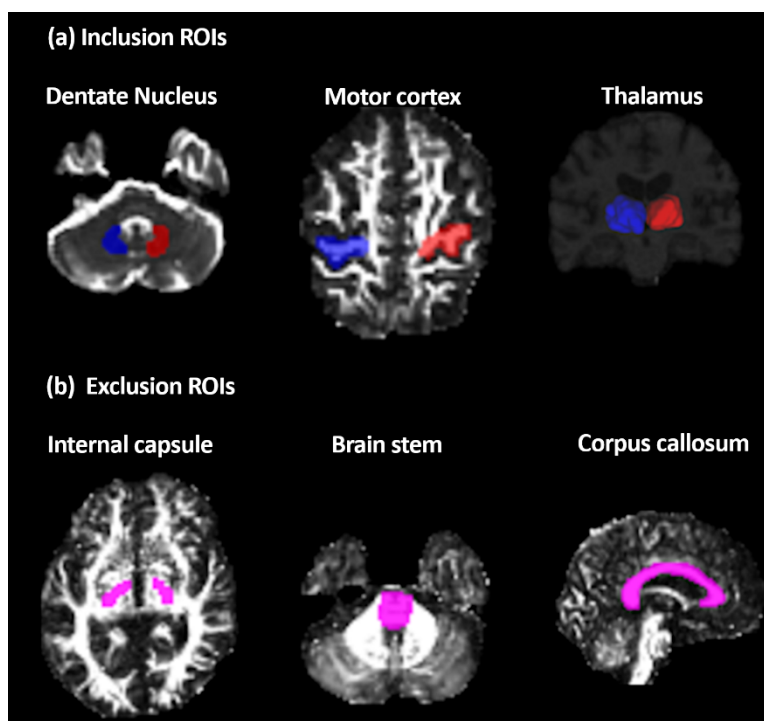 (a) Inclusion ROIs
Dentate Nucleus Motor cortex Thalamus
(b) Exclusion ROIs
Internal capsule Brain stem Corpus callosum